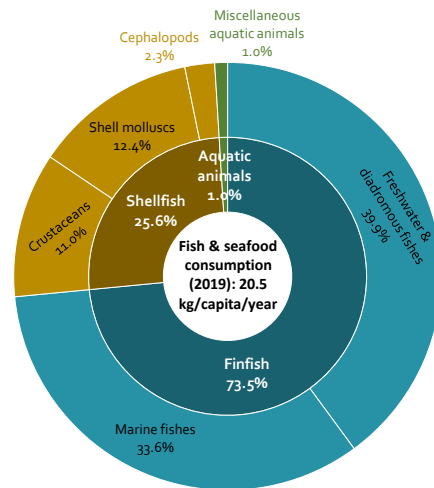 Miscellaneous
aquatic animals
1.0%
Cephalopods
2.3%
Shell molluscs
12.4%
Crustaceans
11.0%
Aquatic
animals
1.0%
Shellfish
25.6%
Freshwater &
diadromous fishes
39.9%
Fish & seafood
consumption
(2019): 20.5
kg/capita/year
Finfish
73.5%
Marine fishes
33.6%